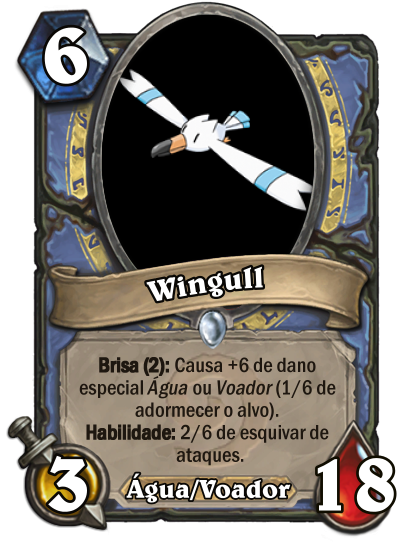 6
Wingull
Brisa (2): Causa +6 de dano
especial Água ou Voador (1/6 de
adormecer o alvo).
Habilidade: 2/6 de esquivar de
ataques.
3
Água/Voador
18